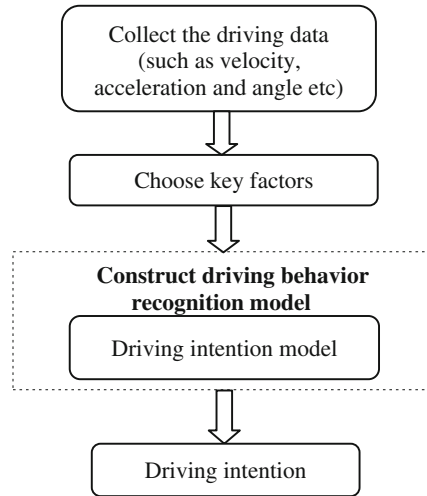 Collect the driving data
(such as velocity,
acceleration and angle etc)
Choose key factors
Construct driving behavior
recognition model
Driving intention model
Driving intention